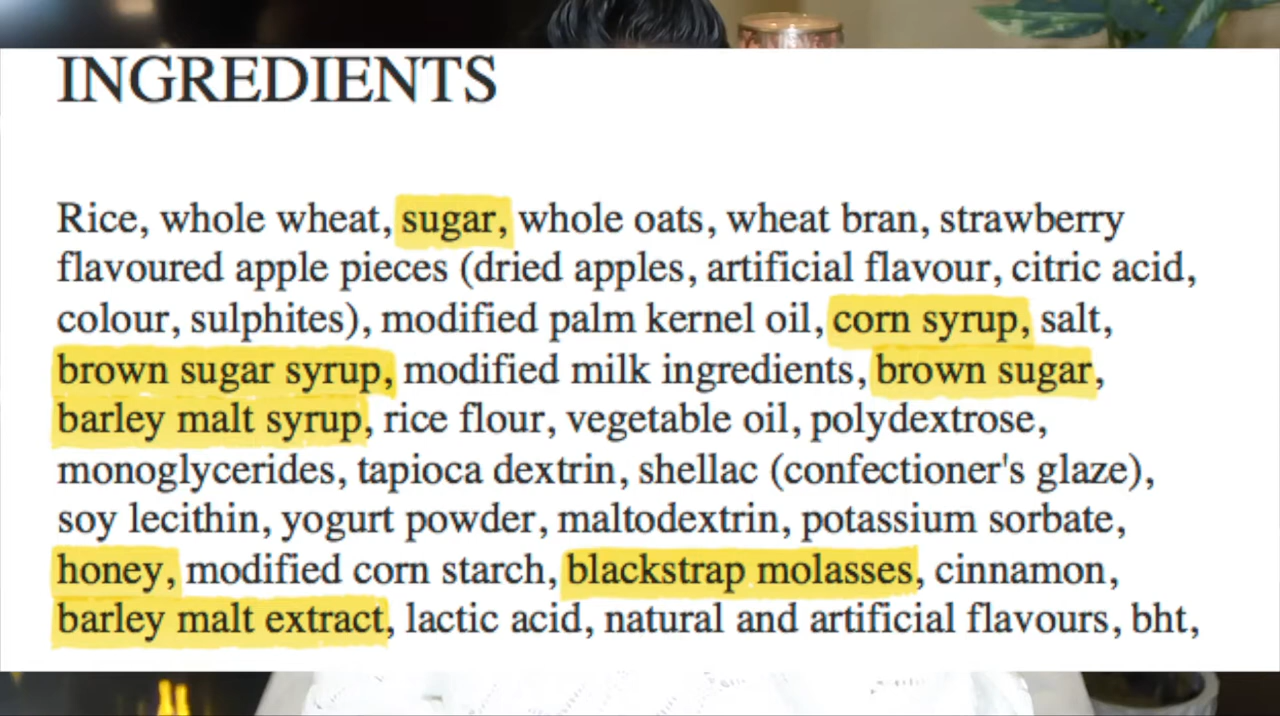 INGREDIENTS
Rice, whole wheat, sugar, whole oats, wheat bran, strawberry
flavoured apple pieces (dried apples, artificial flavour, citric acid,
colour, sulphites), modified palm kernel oil, corn syrup, salt,
brown sugar syrup, modified milk ingredients, brown sugar,
barley malt syrup, rice flour, vegetable oil, polydextrose,
monoglycerides, tapioca dextrin, shellac (confectioner's glaze),
soy lecithin, yogurt powder, maltodextrin, potassium sorbate,
honey, modified corn starch, blackstrap molasses, cinnamon,
barley malt extract, lactic acid, natural and artificial flavours, bht,